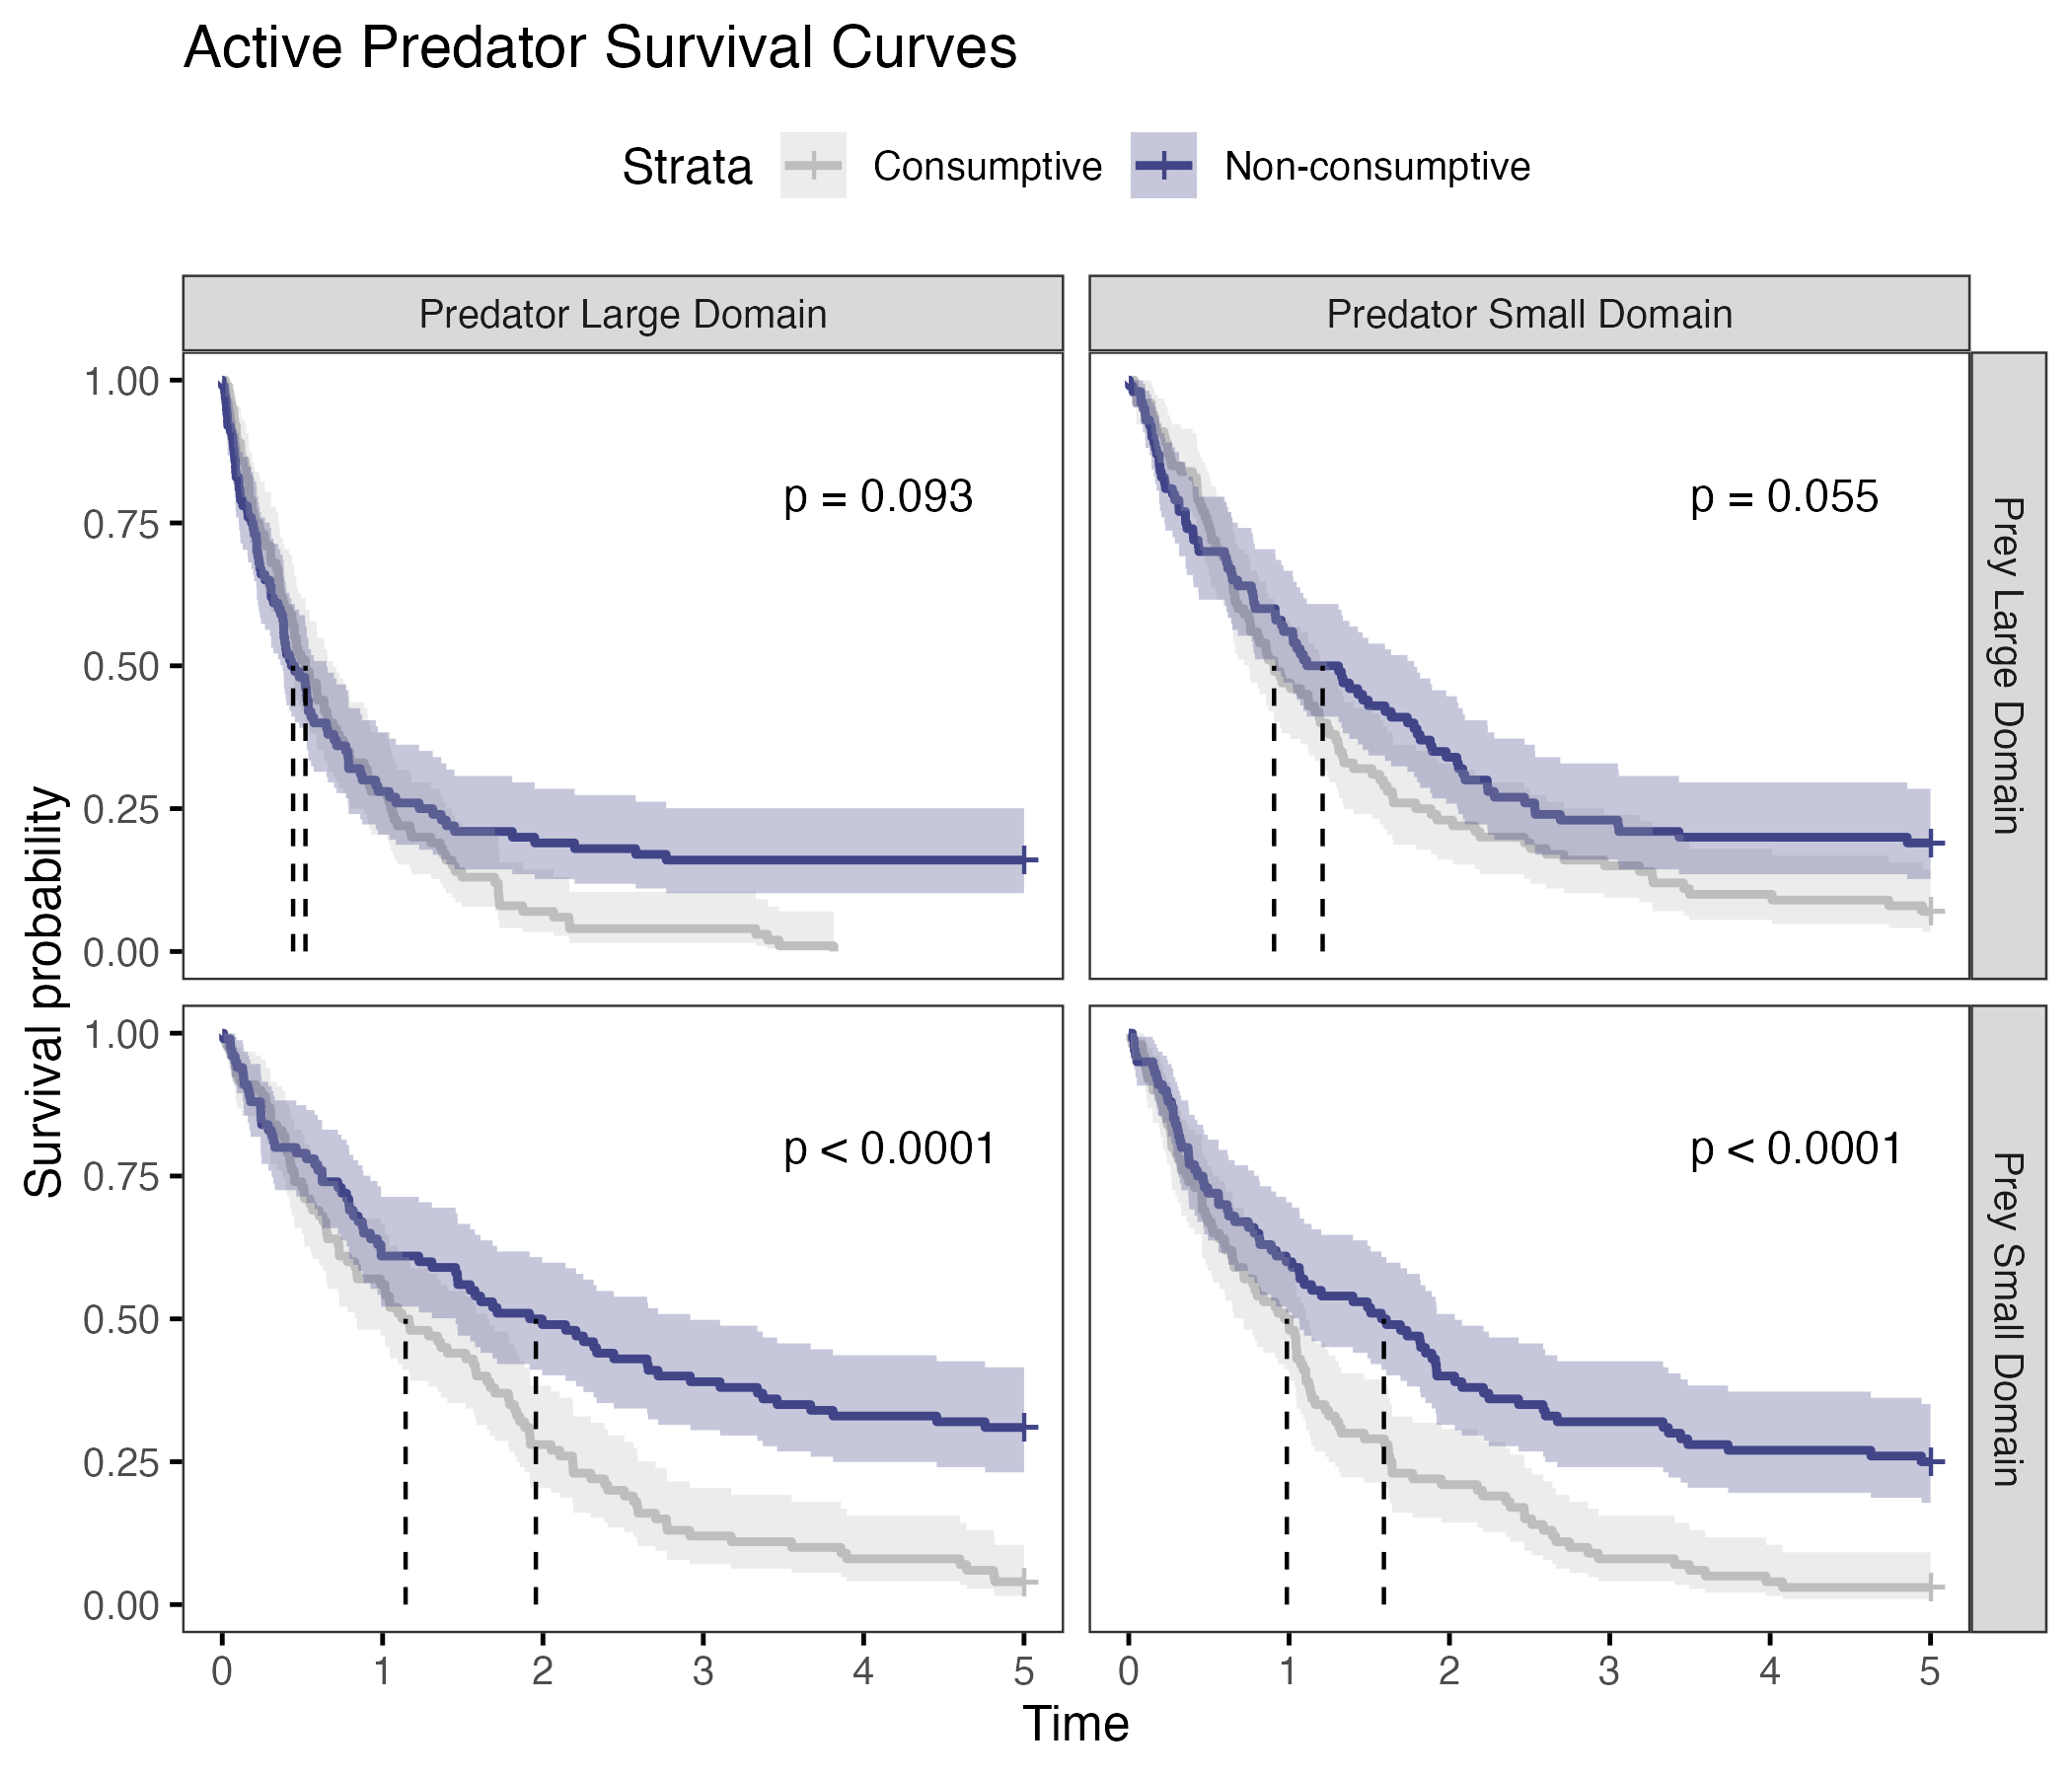 Active Predator Survival Curves
Strata Consumptive Non-consumptive
Predator Large Domain Predator Small Domain
Prey Large Domain
Prey Small Domain
Survival probability
1.00
0.75
0.50
0.25
0.00
p = 0.093
p = 0.055
1.00
0.75
0.50
0.25
0.00
p < 0.0001
p < 0.0001
0 1 2 3 4 5 0 1 2 3 4 5
Time